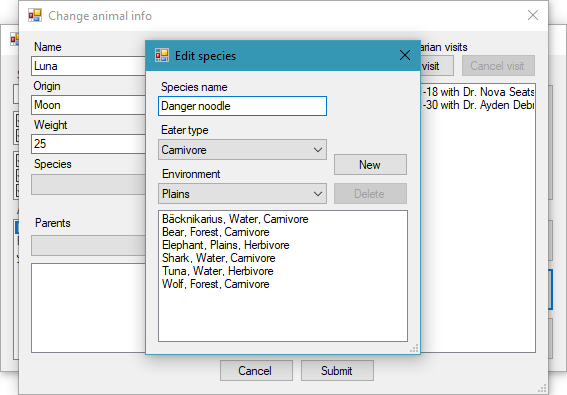 Change animal info
Name
Luna
Origin
Moon
Weight
25
Species
Parents
Edit species
Species name
Danger noodle
Eater type
Carnivore
New
Environment
Plains
Delete
Bäcknikarius, Water, Carnivore
Bear, Forest, Carnivore
Elephant, Plains, Herbivore
Shark, Water, Carnivore
Tuna, Water, Herbivore
Wolf, Forest, Carnivore
arian visits
visit
Cancel visit
-18 with Dr. Nova Seats
-30 with Dr. Ayden Debr
Cancel
Submit